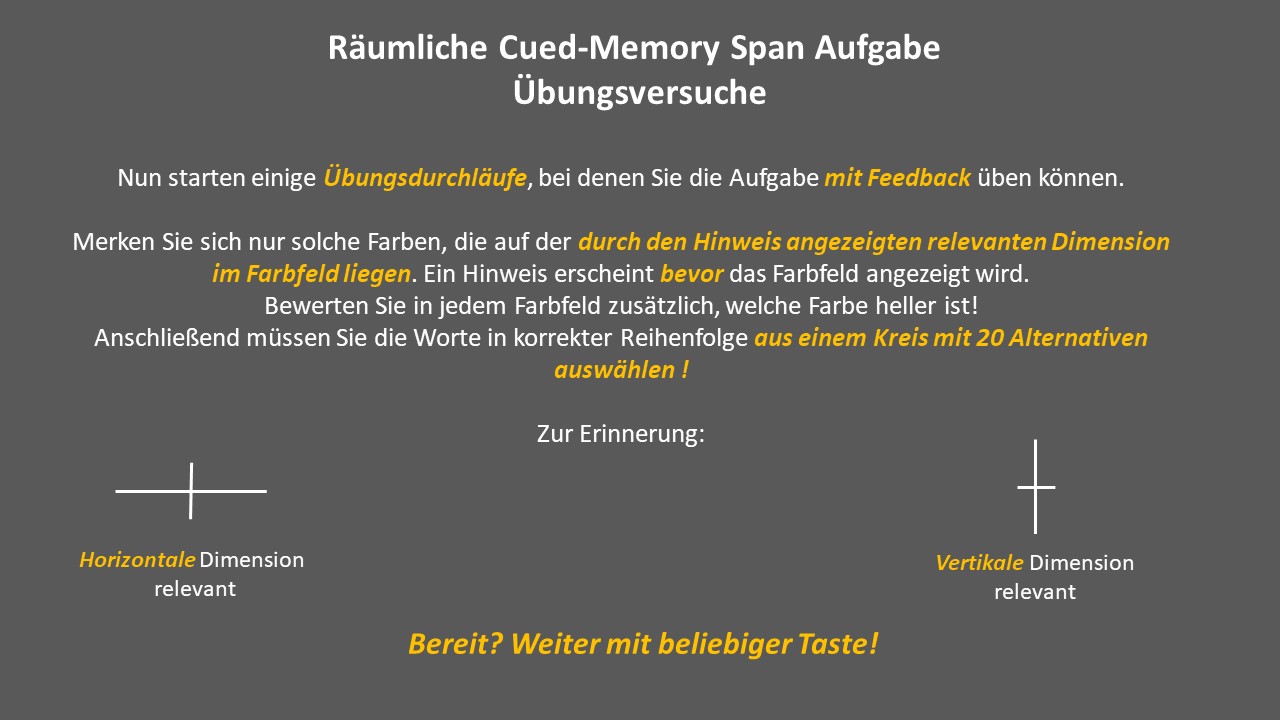 Räumliche Cued-Memory Span Aufgabe
Übungsversuche
Nun starten einige Übungsdurchläufe, bei denen Sie die Aufgabe mit Feedback üben können.
Merken Sie sich nur solche Farben, die auf der durch den Hinweis angezeigten relevanten Dimension
im Farbfeld liegen. Ein Hinweis erscheint bevor das Farbfeld angezeigt wird.
Bewerten Sie in jedem Farbfeld zusätzlich, welche Farbe heller ist!
Anschließend müssen Sie die Worte in korrekter Reihenfolge aus einem Kreis mit 20 Alternativen
auswählen !
Zur Erinnerung:
Horizontale Dimension
relevant
Vertikale Dimension
relevant
Bereit? Weiter mit beliebiger Taste!